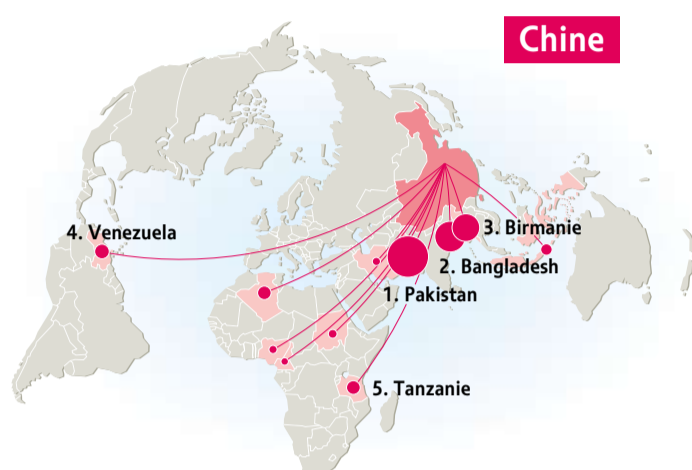 Chine
4. Venezuela
3. Birmanie
2. Bangladesh
1. Pakistan
5. Tanzanie